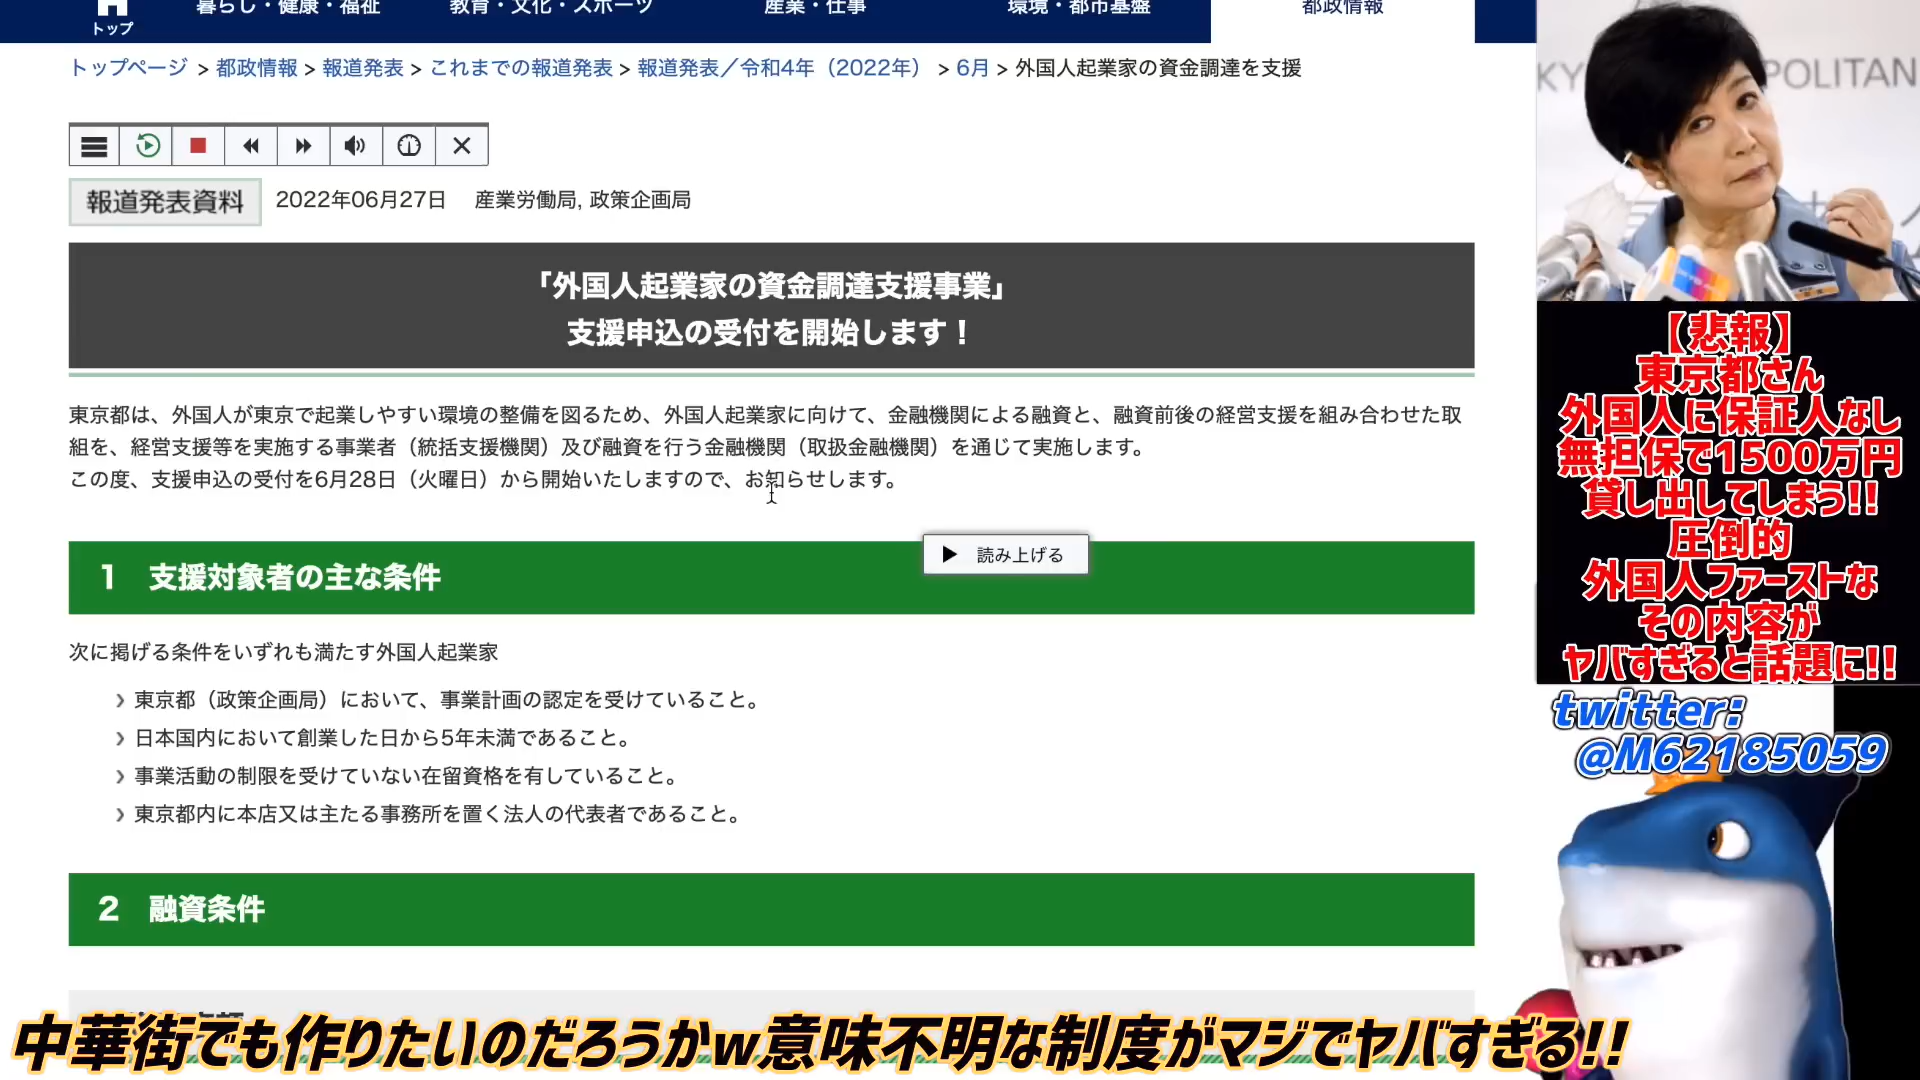 暮らし・健康・福祉
教育・文化・スポーツ
産業・仕事
環境・都市基盤
都政情報
トップ
トップページ > 都政情報 > 報道発表 > これまでの報道発表 > 報道発表／令和4年（2022年） > 6月 > 外国人起業家の資金調達を支援
報道発表資料 2022年06月27日 産業労働局, 政策企画局
「外国人起業家の資金調達支援事業」
支援申込の受付を開始します！
東京都は、外国人が東京で起業しやすい環境の整備を図るため、外国人起業家に向けて、金融機関による融資と、融資前後の経営支援を組み合わせた取
組を、経営支援等を実施する事業者（統括支援機関）及び融資を行う金融機関（取扱金融機関）を通じて実施します。
この度、支援申込の受付を6月28日（火曜日）から開始いたしますので、お知らせします。
読み上げる
1 支援対象者の主な条件
次に掲げる条件をいずれも満たす外国人起業家
東京都（政策企画局）において、事業計画の認定を受けていること。
日本国内において創業した日から5年未満であること。
事業活動の制限を受けていない在留資格を有していること。
東京都内に本店又は主たる事務所を置く法人の代表者であること。
2 融資条件
中華街でも作りたいのだろうかw意味不明な制度がマジでヤバすぎる!!
KY
POLITAN
【悲報】
東京都さん
外国人に保証人なし
無担保で1500万円
貸し出してしまう!!
圧倒的
外国人ファーストな
その内容が
ヤバすぎると話題に!!
twitter:
@M62185059